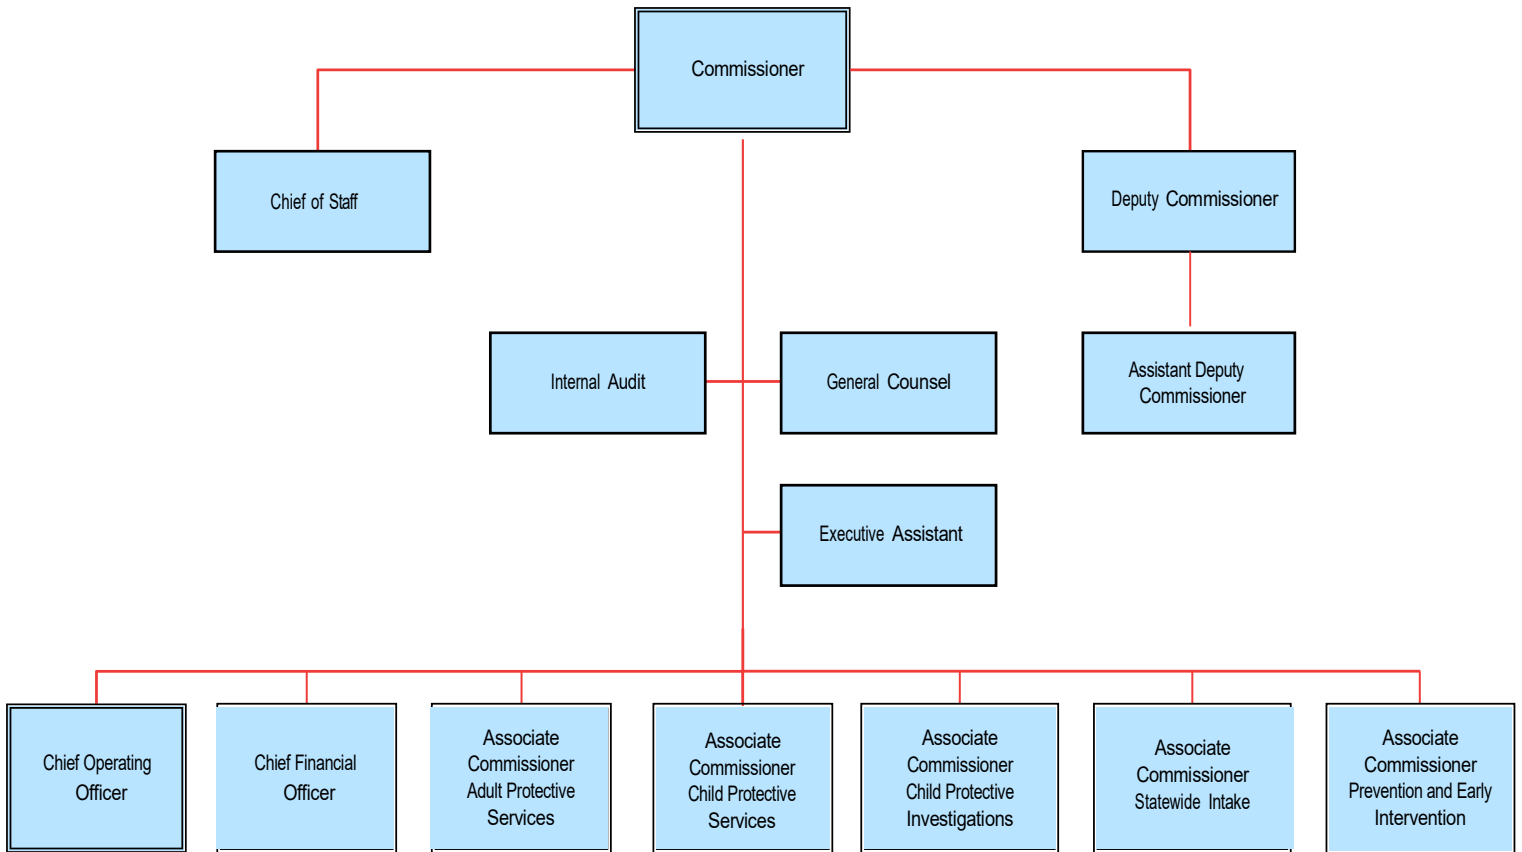 Commissioner
Chief of Staff
Deputy Commissioner
Internal Audit
General Counsel
Assistant Deputy
Commissioner
Executive Assistant
Chief Operating
Officer
Chief Financial
Officer
Associate
Commissioner
Adult Protective
Services
Associate
Commissioner
Child Protective
Services
Associate
Commissioner
Child Protective
Investigations
Associate
Commissioner
Statewide Intake
Associate
Commissioner
Prevention and Early
Intervention